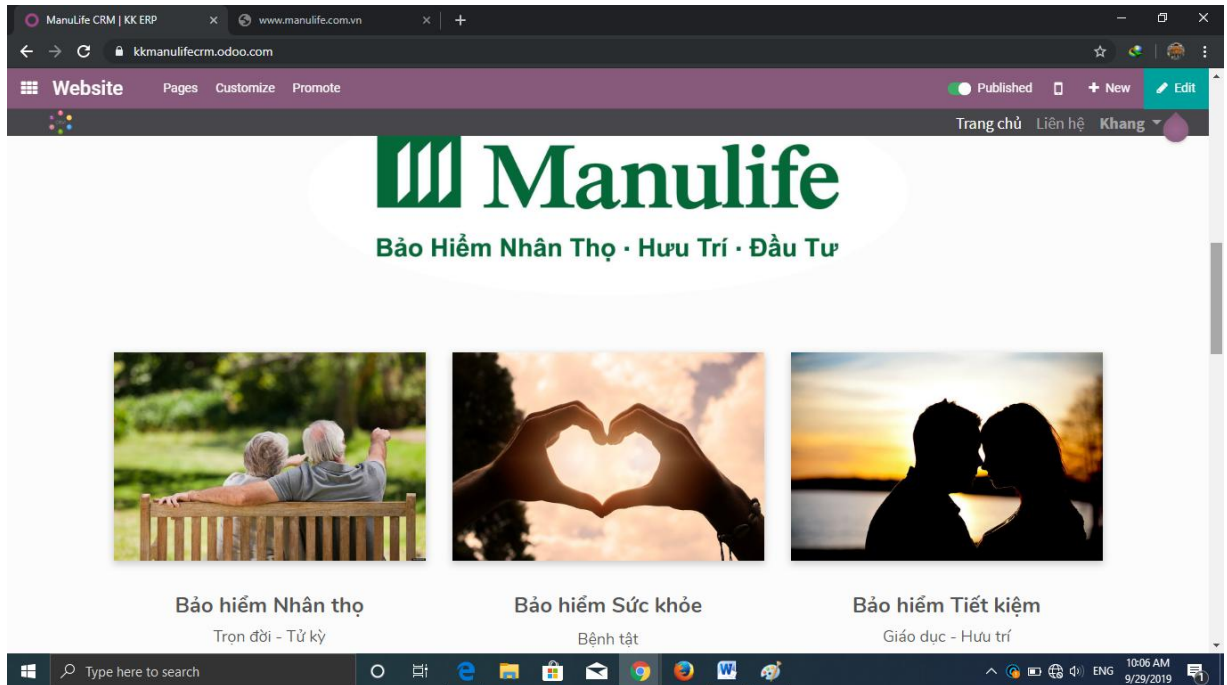 ManuLife CRM | KK ERP
www.manulife.com.vn
kkmanulifecrm.odoo.com
Website Pages Customize Promote Published + New Edit
Trang chủ Liên hệ Khang
Manulife
Bảo Hiểm Nhân Thọ · Hưu Trí · Đầu Tư
Bảo hiểm Nhân thọ Bảo hiểm Sức khỏe Bảo hiểm Tiết kiệm
Trọn đời - Tử kỳ Bệnh tật Giáo dục - Hưu trí
Type here to search ENG 10:06 AM
9/29/2019